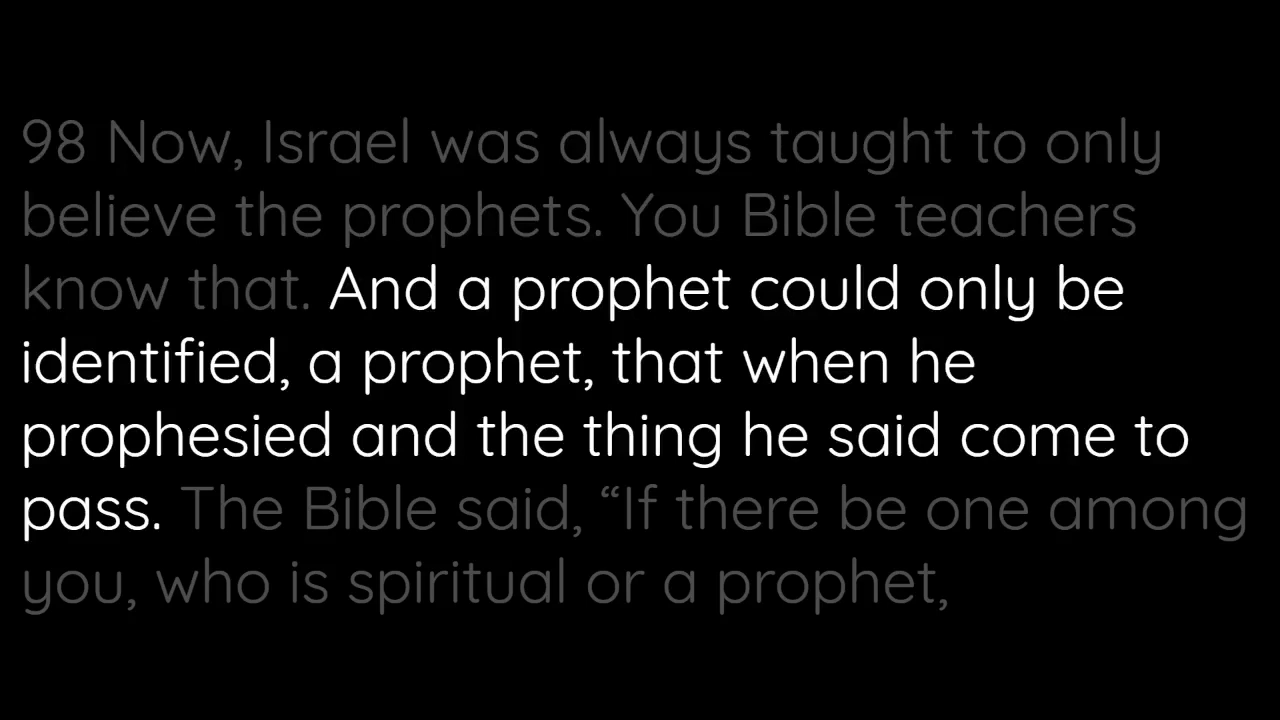 98 Now, Israel was always taught to only
believe the prophets. You Bible teachers
know that. And a prophet could only be
identified, a prophet, that when he
prophesied and the thing he said come to
pass. The Bible said, “If there be one among
you, who is spiritual or a prophet,